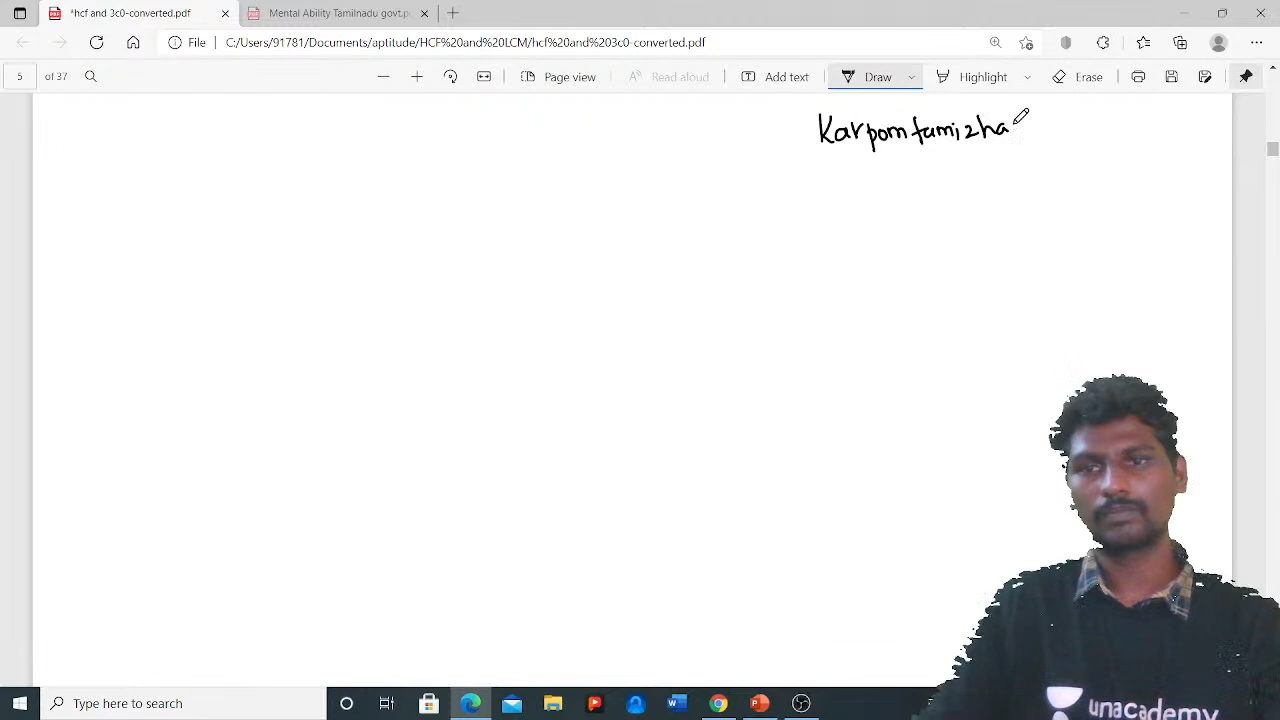 *hcf and 3c0-converted.pdf
Mental Ability Tamilnadu govt.p
File
C:/Users/91781/Documents/aptitude/HCF%20and%20LCM/hcf%20and%203c0-converted.pdf
5 of 37
Page view
Read aloud
Add text
Draw
Highlight
Erase
Karpom tamizha
unacademy
Type here to search